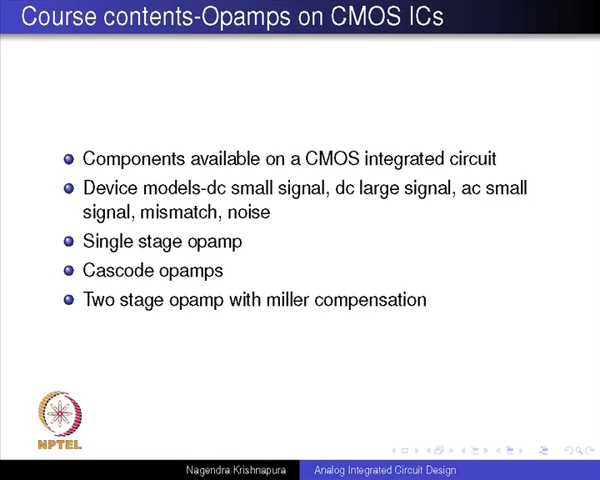 Course contents-Opamps on CMOS ICs
Components available on a CMOS integrated circuit
Device models-dc small signal, dc large signal, ac small
signal, mismatch, noise
Single stage opamp
Cascode opamps
Two stage opamp with miller compensation
NPTEL
Nagendra Krishnapura
Analog Integrated Circuit Design